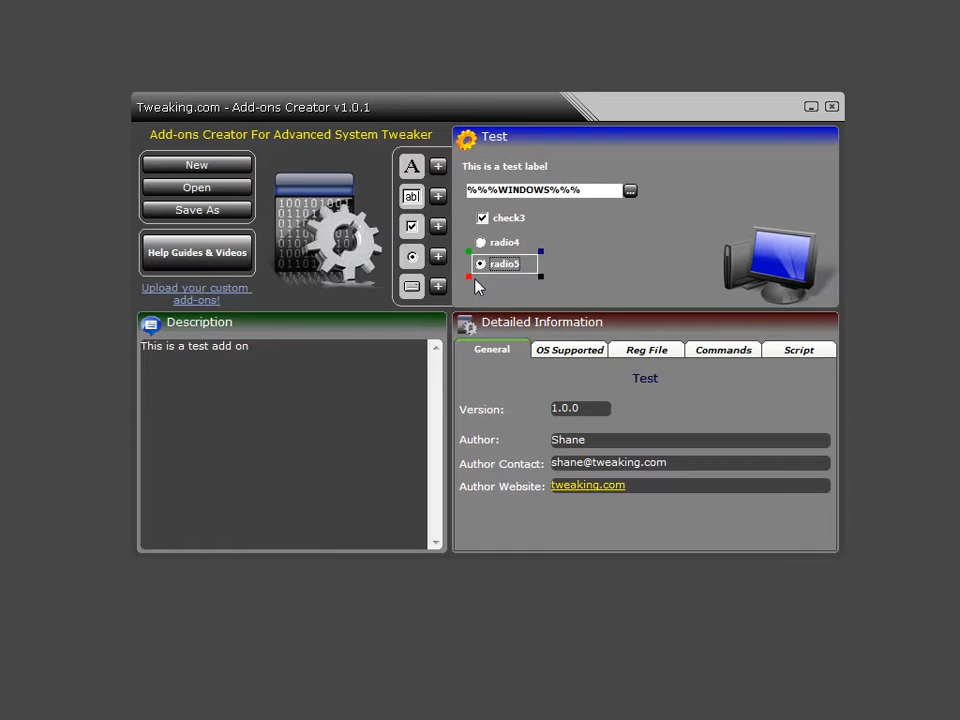 Tweaking.com - Add-ons Creator v1.0.1
Add-ons Creator For Advanced System Tweaker
New
Open
Save As
Help Guides & Videos
Upload your custom
add-ons!
A
ab
Test
This is a test label
%%%WINDOWS%%%
...
check3
radio4
radio5
Description
This is a test add on
Detailed Information
General
OS Supported
Reg File
Commands
Script
Test
Version:
1.0.0
Author:
Shane
Author Contact:
shane@tweaking.com
Author Website:
tweaking.com